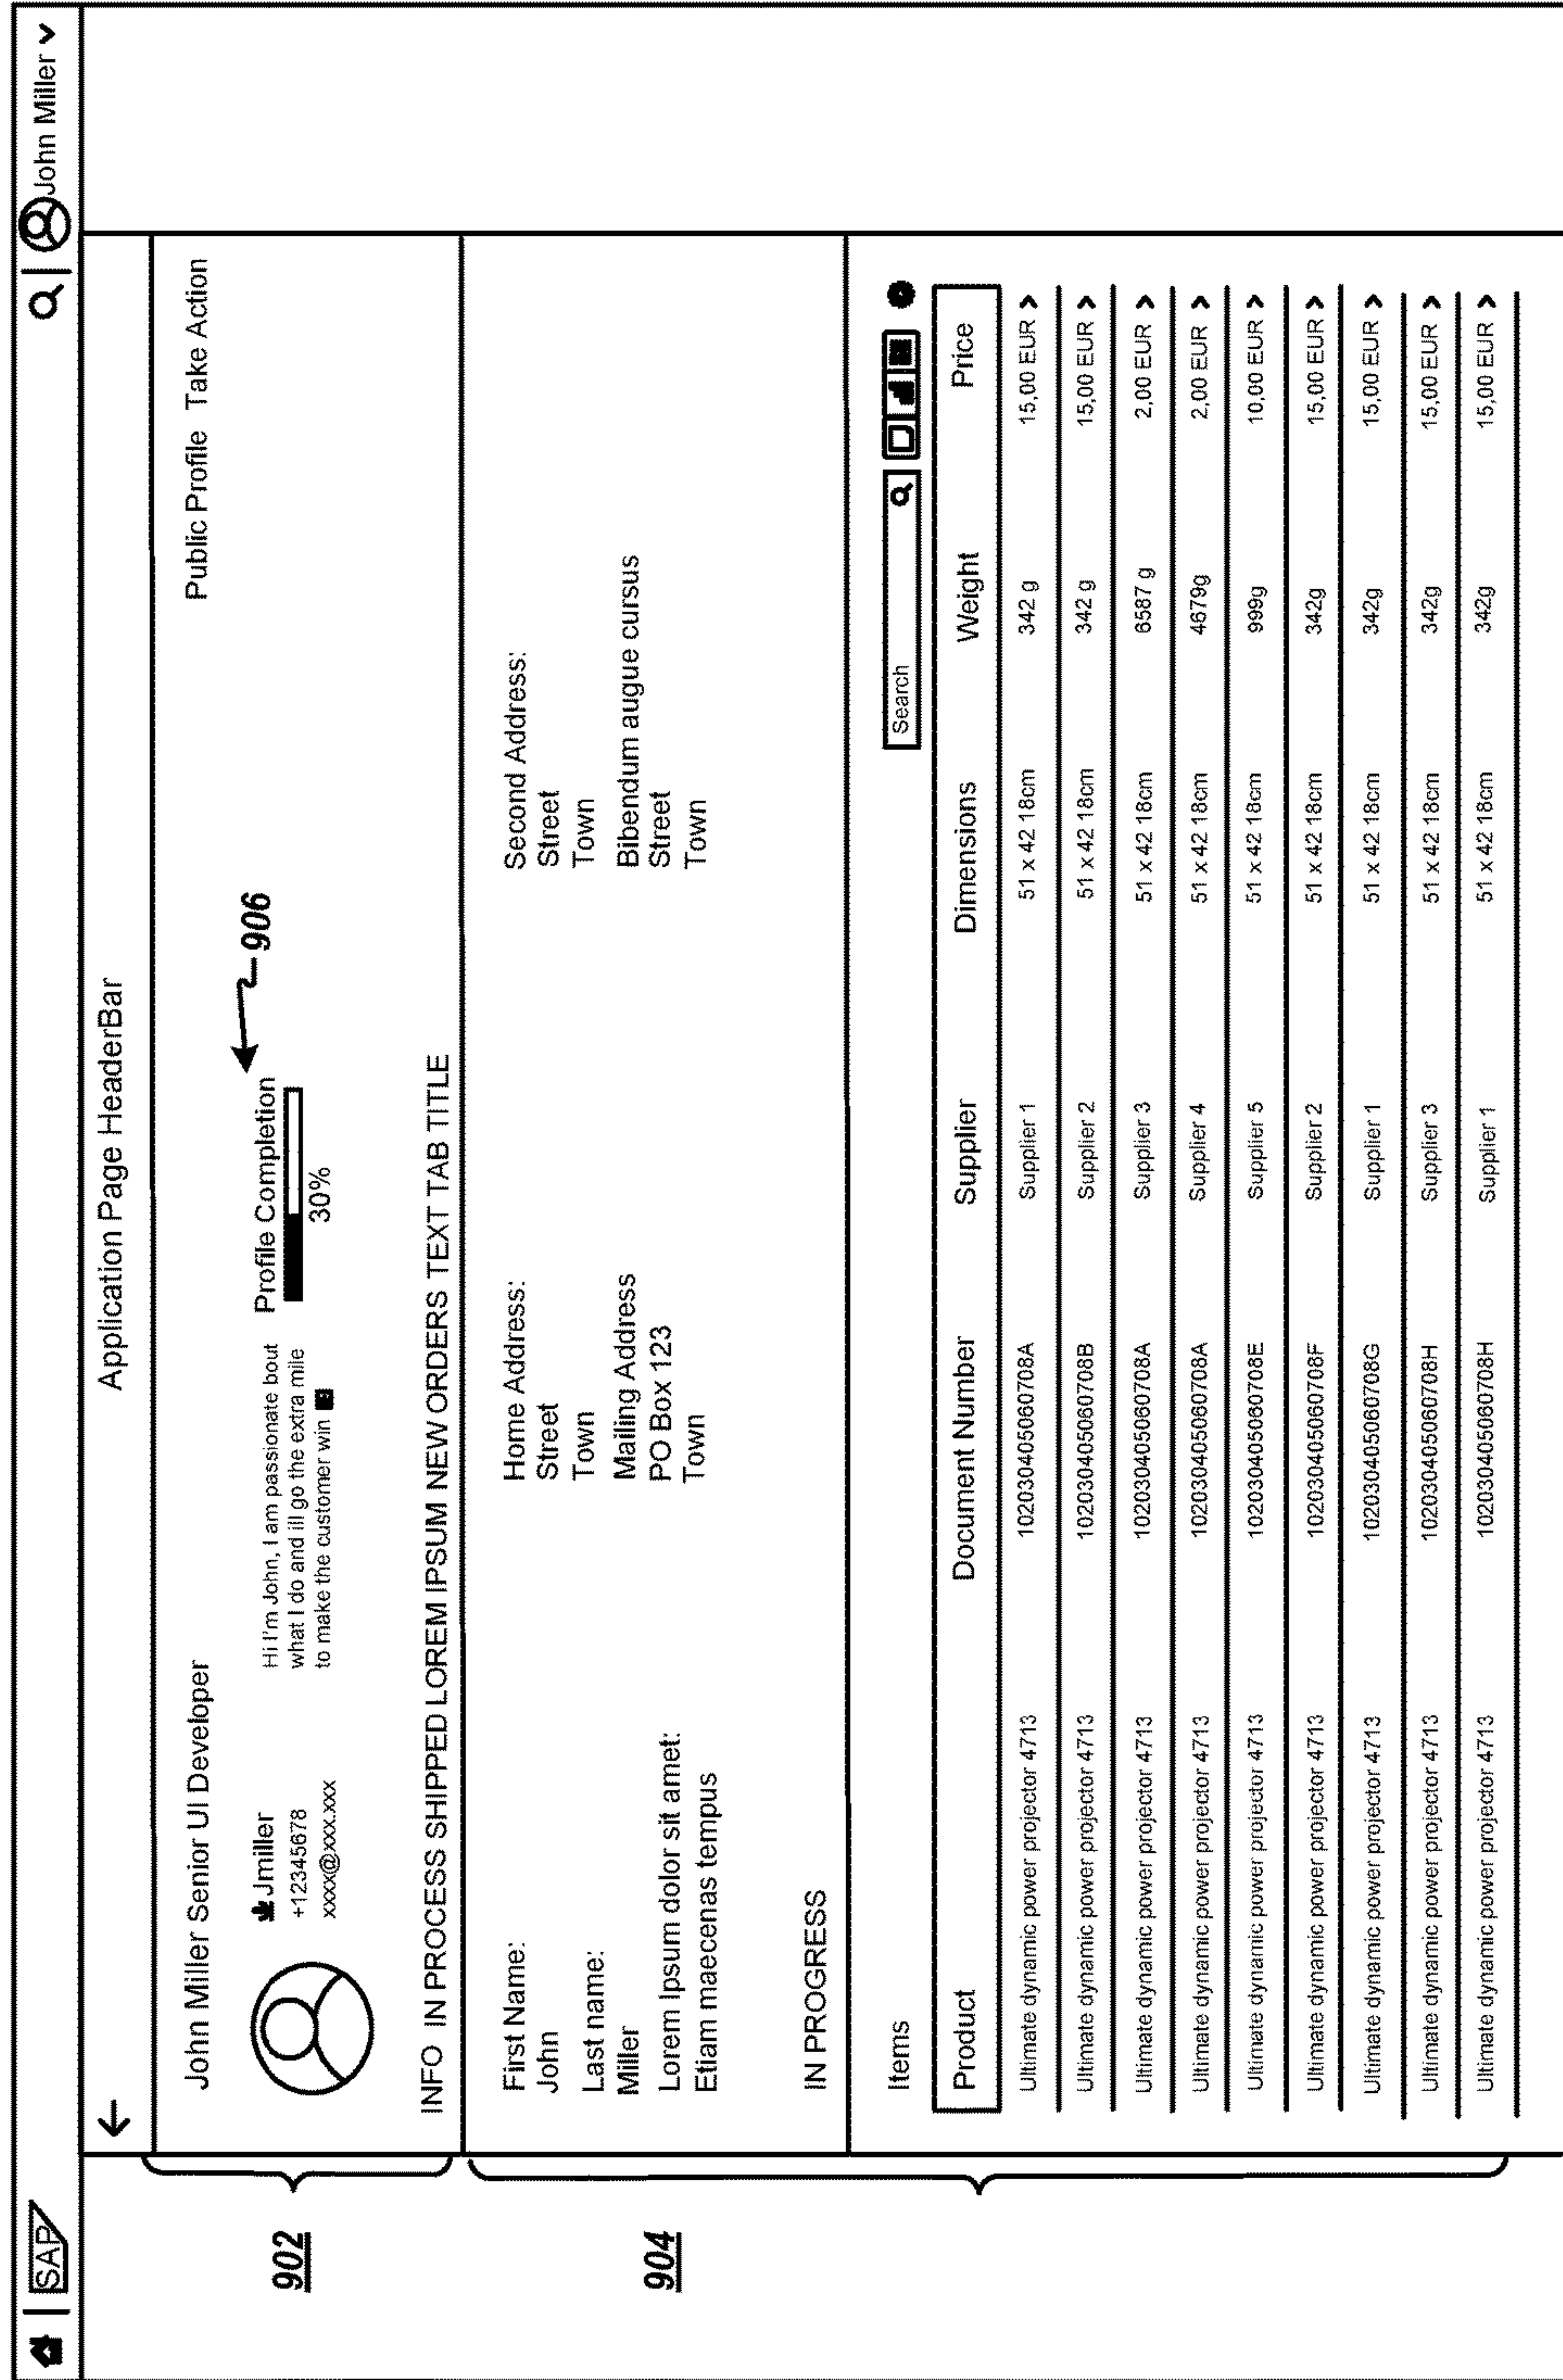 SAP
John Miller
Application Page HeaderBar
John Miller Senior UI Developer
Public Profile Take Action
Jmiller
+12345678
xxxx@xxx.xxx
Hi I'm John, I am passionate bout
what I do and ill go the extra mile
to make the customer win
Profile Completion
30%
906
902
INFO IN PROCESS SHIPPED LOREM IPSUM NEW ORDERS TEXT TAB TITLE
904
First Name:
John
Last name:
Miller
Lorem Ipsum dolor sit amet:
Etiam maecenas tempus
Home Address:
Street
Town
Mailing Address
PO Box 123
Town
Second Address:
Street
Town
Bibendum augue cursus
Street
Town
IN PROGRESS
Items
Search
Product Document Number Supplier Dimensions Weight Price
Ultimate dynamic power projector 4713 102030405060708A Supplier 1 51 x 42 18cm 342 g 15,00 EUR
Ultimate dynamic power projector 4713 102030405060708B Supplier 2 51 x 42 18cm 342 g 15,00 EUR
Ultimate dynamic power projector 4713 102030405060708A Supplier 3 51 x 42 18cm 6587 g 2,00 EUR
Ultimate dynamic power projector 4713 102030405060708A Supplier 4 51 x 42 18cm 4679g 2,00 EUR
Ultimate dynamic power projector 4713 102030405060708E Supplier 5 51 x 42 18cm 999g 10,00 EUR
Ultimate dynamic power projector 4713 102030405060708F Supplier 2 51 x 42 18cm 342g 15,00 EUR
Ultimate dynamic power projector 4713 102030405060708G Supplier 1 51 x 42 18cm 342g 15,00 EUR
Ultimate dynamic power projector 4713 102030405060708H Supplier 3 51 x 42 18cm 342g 15,00 EUR
Ultimate dynamic power projector 4713 102030405060708H Supplier 1 51 x 42 18cm 342g 15,00 EUR